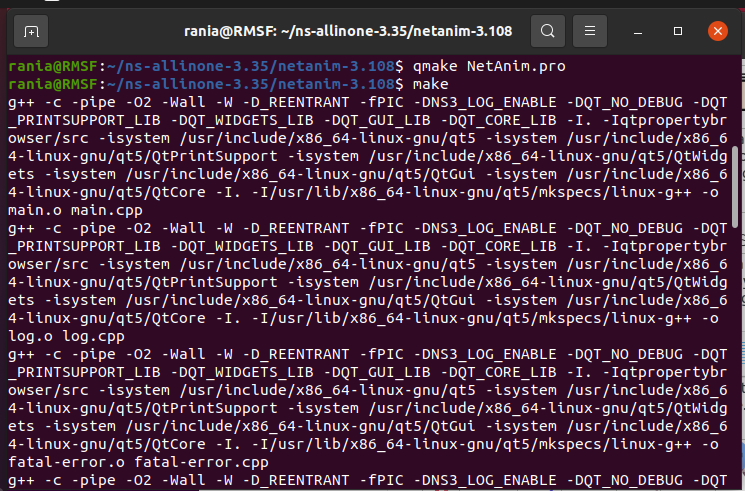 rania@RMSF: ~/ns-allinone-3.35/netanim-3.108
rania@RMSF:~/ns-allinone-3.35/netanim-3.108$ qmake NetAnim.pro
rania@RMSF:~/ns-allinone-3.35/netanim-3.108$ make
g++ -c -pipe -O2 -Wall -W -D_REENTRANT -fPIC -DNS3_LOG_ENABLE -DQT_NO_DEBUG -DQT
_PRINTSUPPORT_LIB -DQT_WIDGETS_LIB -DQT_GUI_LIB -DQT_CORE_LIB -I. -Iqtpropertybr
owser/src -isystem /usr/include/x86_64-linux-gnu/qt5 -isystem /usr/include/x86_6
4-linux-gnu/qt5/QtPrintSupport -isystem /usr/include/x86_64-linux-gnu/qt5/QtWidg
ets -isystem /usr/include/x86_64-linux-gnu/qt5/QtGui -isystem /usr/include/x86_6
4-linux-gnu/qt5/QtCore -I. -I/usr/lib/x86_64-linux-gnu/qt5/mkspecs/linux-g++ -o
main.o main.cpp
g++ -c -pipe -O2 -Wall -W -D_REENTRANT -fPIC -DNS3_LOG_ENABLE -DQT_NO_DEBUG -DQT
_PRINTSUPPORT_LIB -DQT_WIDGETS_LIB -DQT_GUI_LIB -DQT_CORE_LIB -I. -Iqtpropertybr
owser/src -isystem /usr/include/x86_64-linux-gnu/qt5 -isystem /usr/include/x86_6
4-linux-gnu/qt5/QtPrintSupport -isystem /usr/include/x86_64-linux-gnu/qt5/QtWidg
ets -isystem /usr/include/x86_64-linux-gnu/qt5/QtGui -isystem /usr/include/x86_6
4-linux-gnu/qt5/QtCore -I. -I/usr/lib/x86_64-linux-gnu/qt5/mkspecs/linux-g++ -o
log.o log.cpp
g++ -c -pipe -O2 -Wall -W -D_REENTRANT -fPIC -DNS3_LOG_ENABLE -DQT_NO_DEBUG -DQT
_PRINTSUPPORT_LIB -DQT_WIDGETS_LIB -DQT_GUI_LIB -DQT_CORE_LIB -I. -Iqtpropertybr
owser/src -isystem /usr/include/x86_64-linux-gnu/qt5 -isystem /usr/include/x86_6
4-linux-gnu/qt5/QtPrintSupport -isystem /usr/include/x86_64-linux-gnu/qt5/QtWidg
ets -isystem /usr/include/x86_64-linux-gnu/qt5/QtGui -isystem /usr/include/x86_6
4-linux-gnu/qt5/QtCore -I. -I/usr/lib/x86_64-linux-gnu/qt5/mkspecs/linux-g++ -o
fatal-error.o fatal-error.cpp
g++ -c -pipe -O2 -Wall -W -D_REENTRANT -fPIC -DNS3_LOG_ENABLE -DQT_NO_DEBUG -DQT